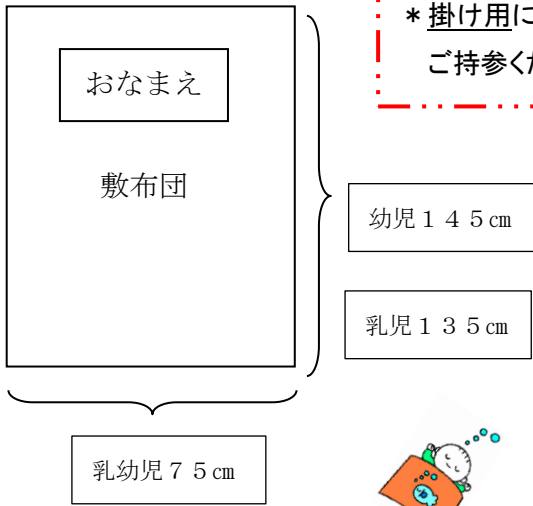 ＊掛け用に
ご持参くだ
おなまえ
敷布団
幼児１４５㎝
乳児１３５㎝
乳幼児７５㎝